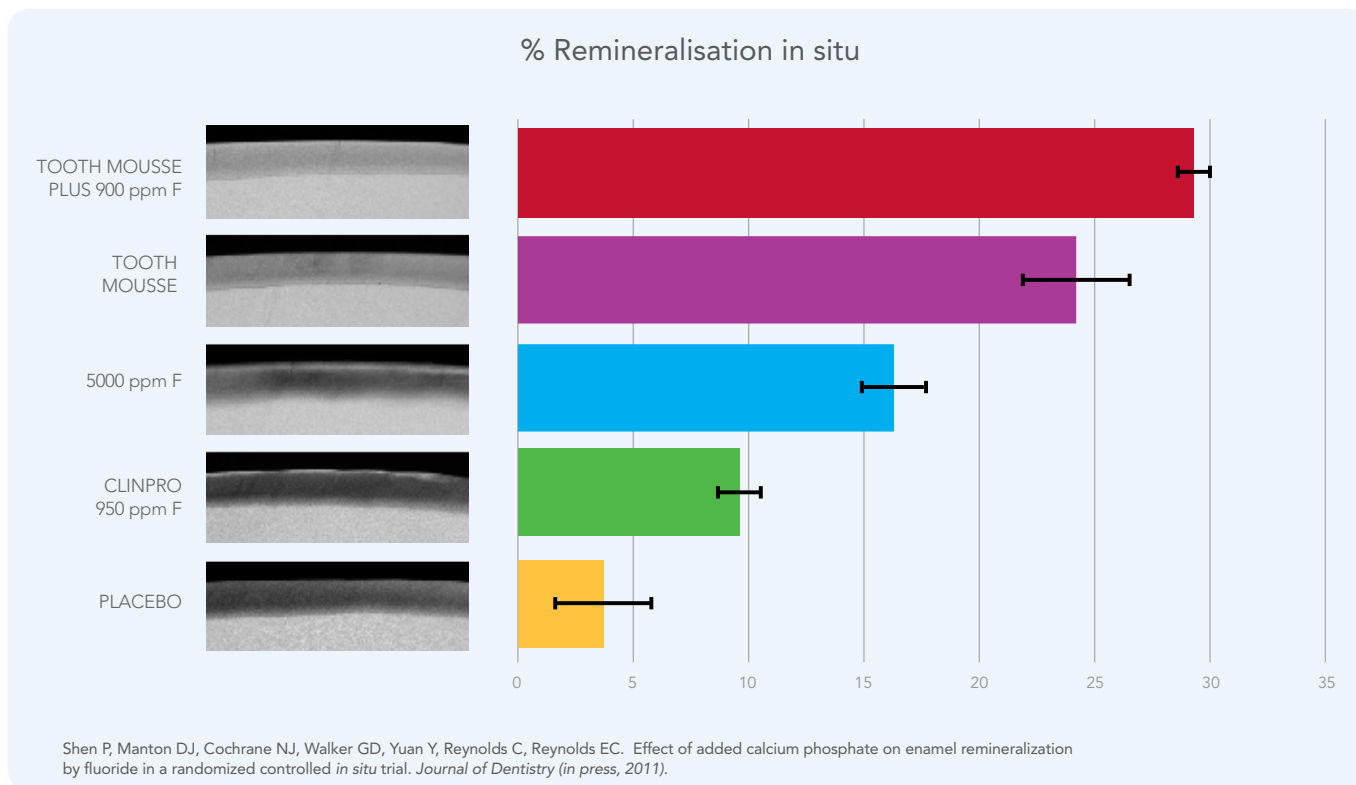 % Remineralisation in situ
TOOTH MOUSSE
PLUS 900 ppm F
TOOTH
MOUSSE
5000 ppm F
CLINPRO
950 ppm F
PLACEBO
0 5 10 15 20 25 30 35
Shen P, Manton DJ, Cochrane NJ, Walker GD, Yuan Y, Reynolds C, Reynolds EC. Effect of added calcium phosphate on enamel remineralization
by fluoride in a randomized controlled in situ trial. Journal of Dentistry (in press, 2011).